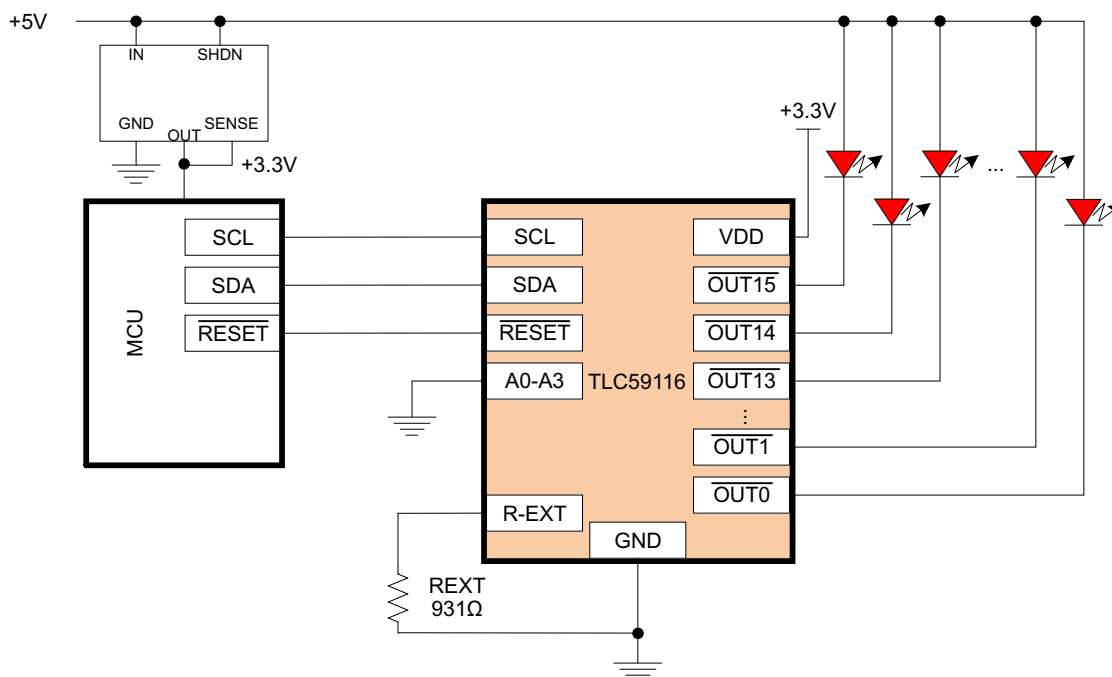 +5V
IN
SHDN
GND
OUT
SENSE
+3.3V
+3.3V
MCU
SCL
SDA
RESET
SCL
SDA
RESET
A0-A3
R-EXT
TLC59116
VDD
OUT15
OUT14
OUT13
...
OUT1
OUT0
GND
...
REXT
931Ω